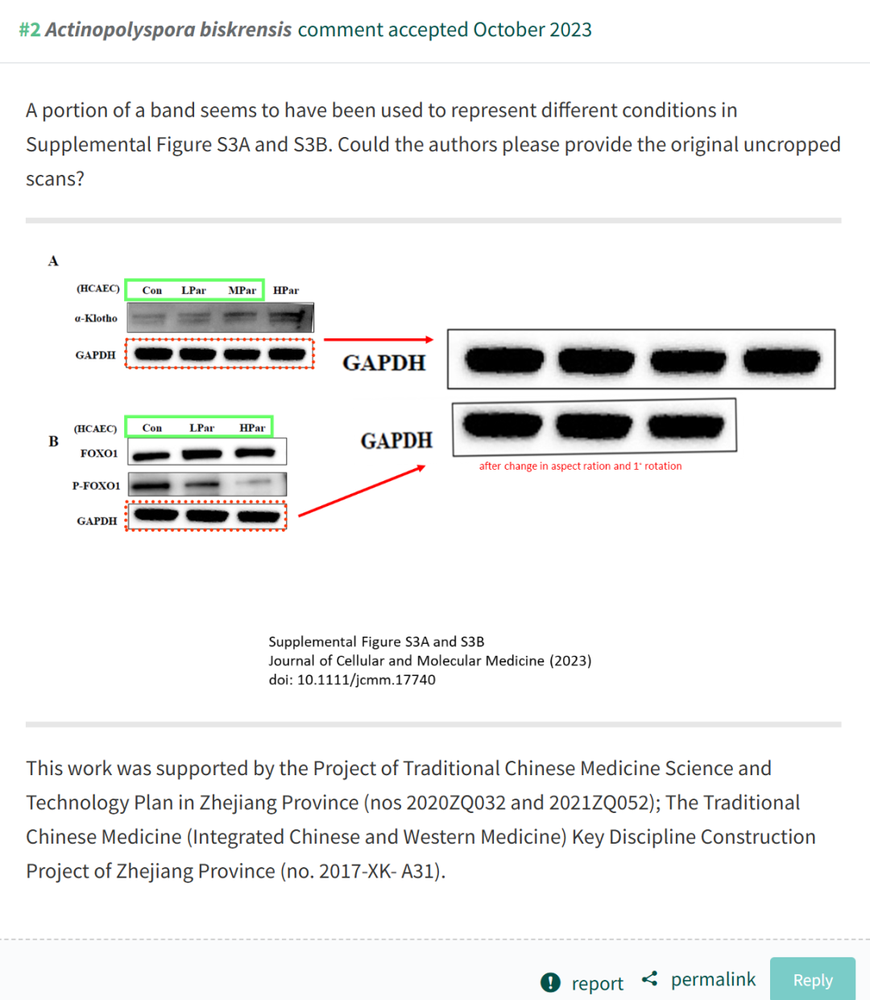 #2 Actinopolyspora biskrensis comment accepted October 2023
A portion of a band seems to have been used to represent different conditions in
Supplemental Figure S3A and S3B. Could the authors please provide the original uncropped
scans?
A
(HCAEC) Con LPar MPar HPar
α-Klotho
GAPDH
GAPDH
B
(HCAEC) Con LPar HPar
FOXO1
P-FOXO1
GAPDH
GAPDH
after change in aspect ration and 1° rotation
Supplemental Figure S3A and S3B
Journal of Cellular and Molecular Medicine (2023)
doi: 10.1111/jcmm.17740
This work was supported by the Project of Traditional Chinese Medicine Science and
Technology Plan in Zhejiang Province (nos 2020ZQ032 and 2021ZQ052); The Traditional
Chinese Medicine (Integrated Chinese and Western Medicine) Key Discipline Construction
Project of Zhejiang Province (no. 2017-XK- A31).
report permalink Reply